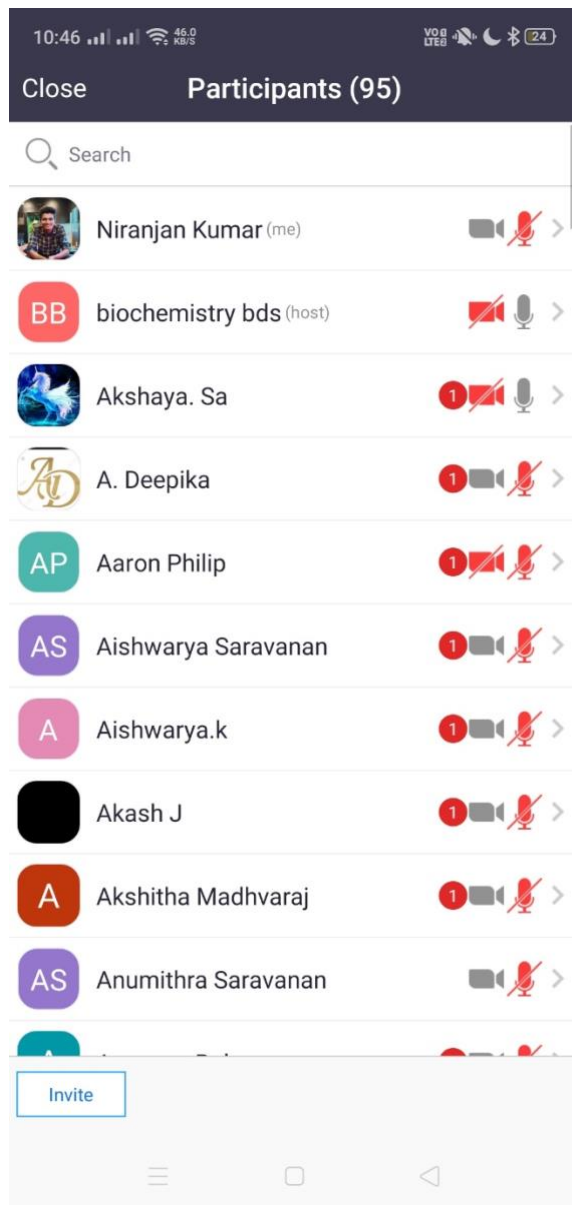 10:46 46.0 KB/S VO LTE 24
Close Participants (95)
Search
Niranjan Kumar (me)
BB biochemistry bds (host)
Akshaya. Sa 1
AD A. Deepika 1
AP Aaron Philip 1
AS Aishwarya Saravanan 1
A Aishwarya.k 1
Akash J 1
A Akshitha Madhvaraj 1
AS Anumithra Saravanan
Invite